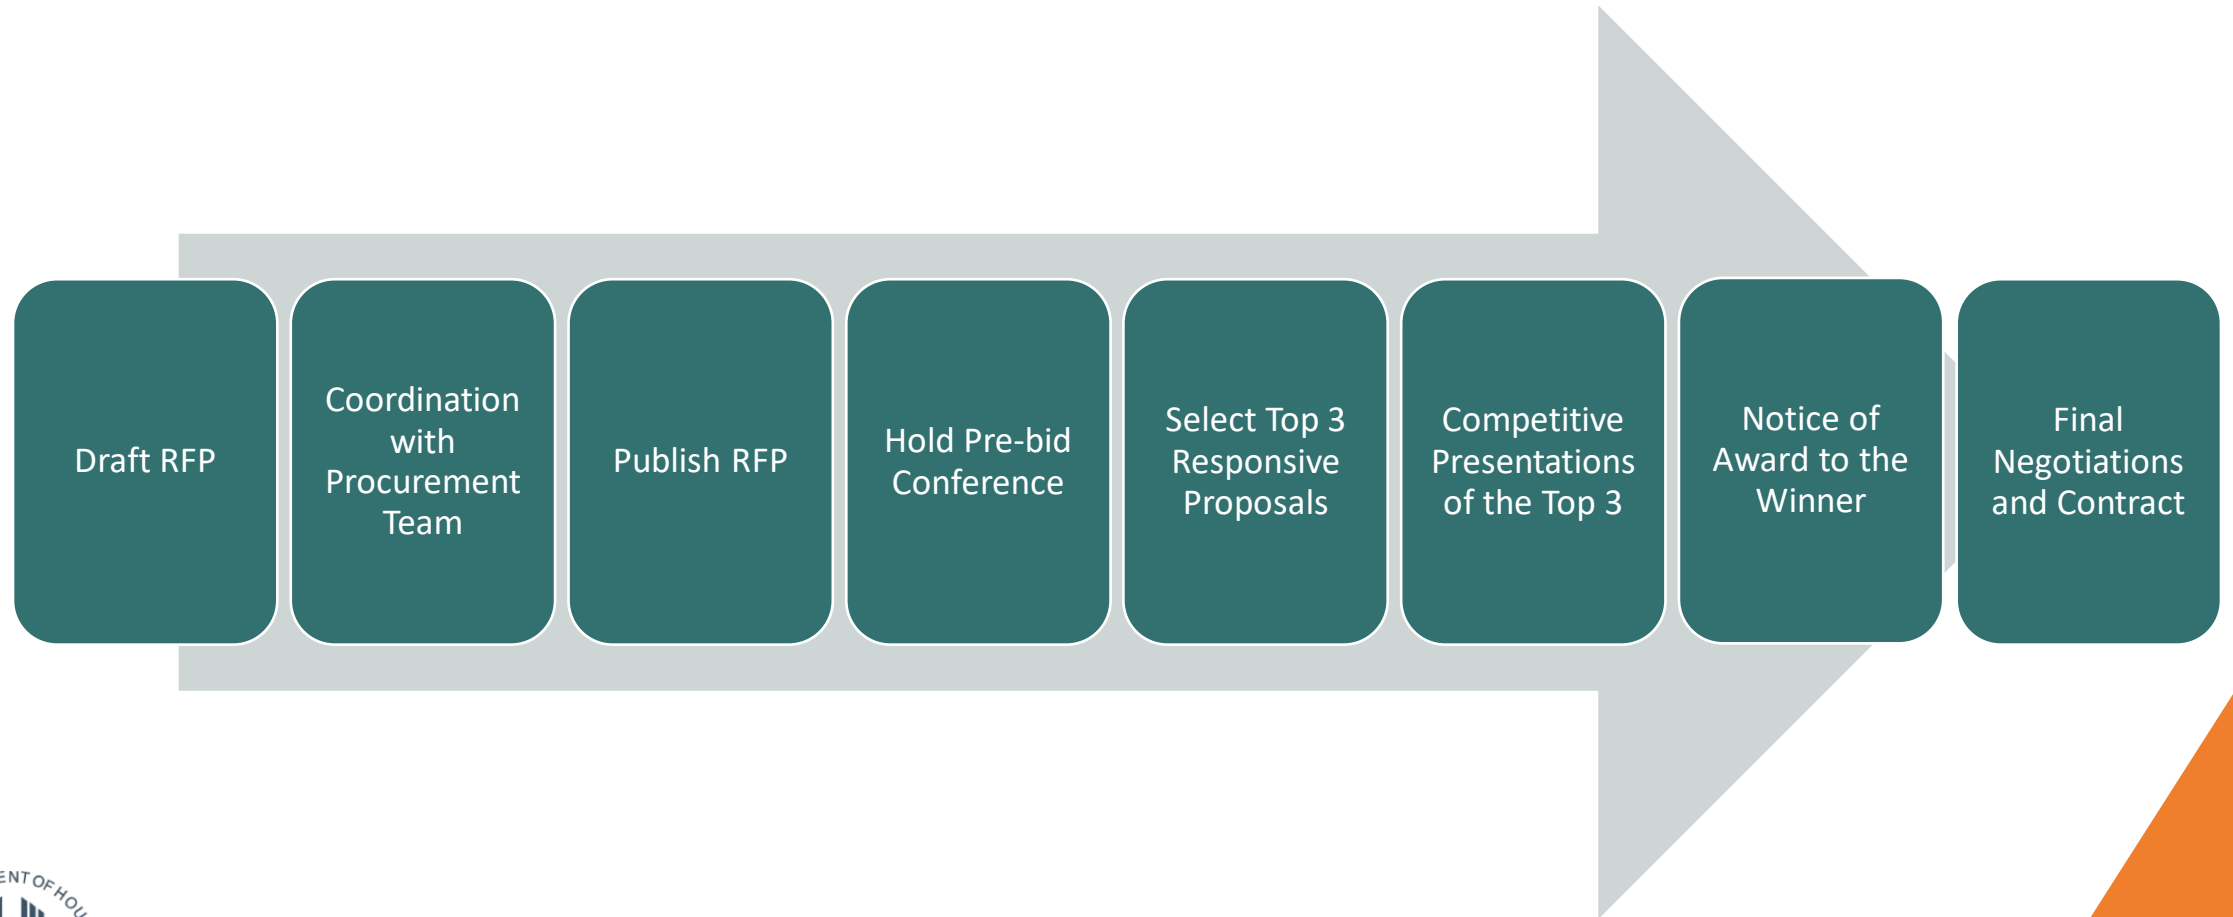 Draft RFP
Coordination
with
Procurement
Team
Publish RFP
Hold Pre-bid
Conference
Select Top 3
Responsive
Proposals
Competitive
Presentations
of the Top 3
Notice of
Award to the
Winner
Final
Negotiations
and Contract
OF